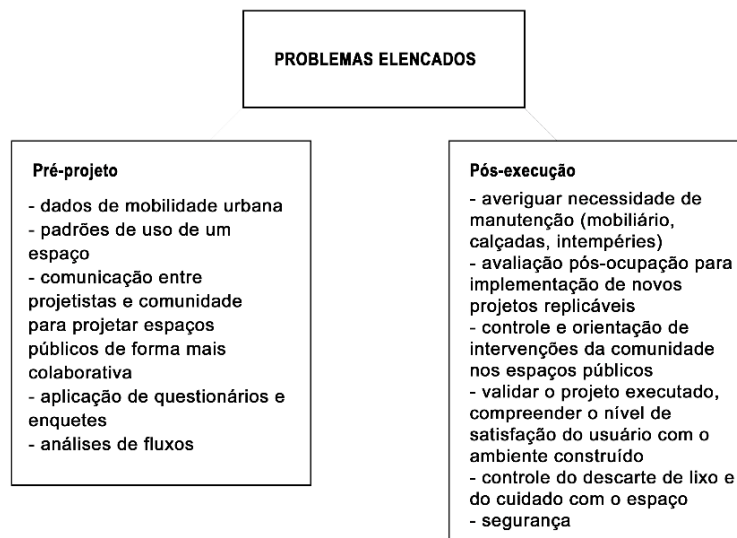 PROBLEMAS ELENCADOS
Pré-projeto
- dados de mobilidade urbana
- padrões de uso de um
espaço
- comunicação entre
projetistas e comunidade
para projetar espaços
públicos de forma mais
colaborativa
- aplicação de questionários e
enquetes
- análises de fluxos
Pós-execução
- averiguar necessidade de
manutenção (mobiliário,
calçadas, intempéries)
- avaliação pós-ocupação para
implementação de novos
projetos replicáveis
- controle e orientação de
intervenções da comunidade
nos espaços públicos
- validar o projeto executado,
compreender o nível de
satisfação do usuário com o
ambiente construído
- controle do descarte de lixo e
do cuidado com o espaço
- segurança